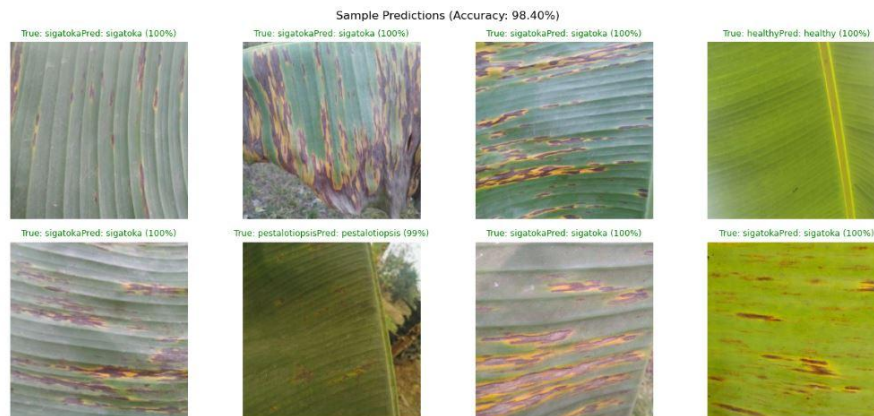 Sample Predictions (Accuracy: 98.40%)
True: sigatokaPred: sigatoka (100%)
True: sigatokaPred: sigatoka (100%)
True: sigatokaPred: sigatoka (100%)
True: healthyPred: healthy (100%)
True: sigatokaPred: sigatoka (100%)
True: pestalotiopsisPred: pestalotiopsis (99%)
True: sigatokaPred: sigatoka (100%)
True: sigatokaPred: sigatoka (100%)